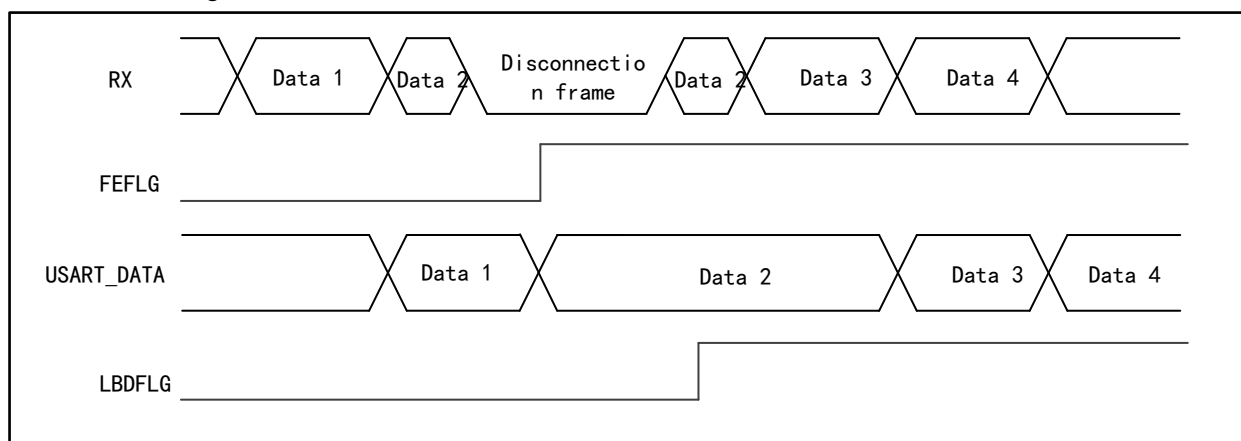 RX
Data 1
Data 2
Disconnectio
n frame
Data 2
Data 3
Data 4
FEFLG
USART_DATA
Data 1
Data 2
Data 3
Data 4
LBDFLG